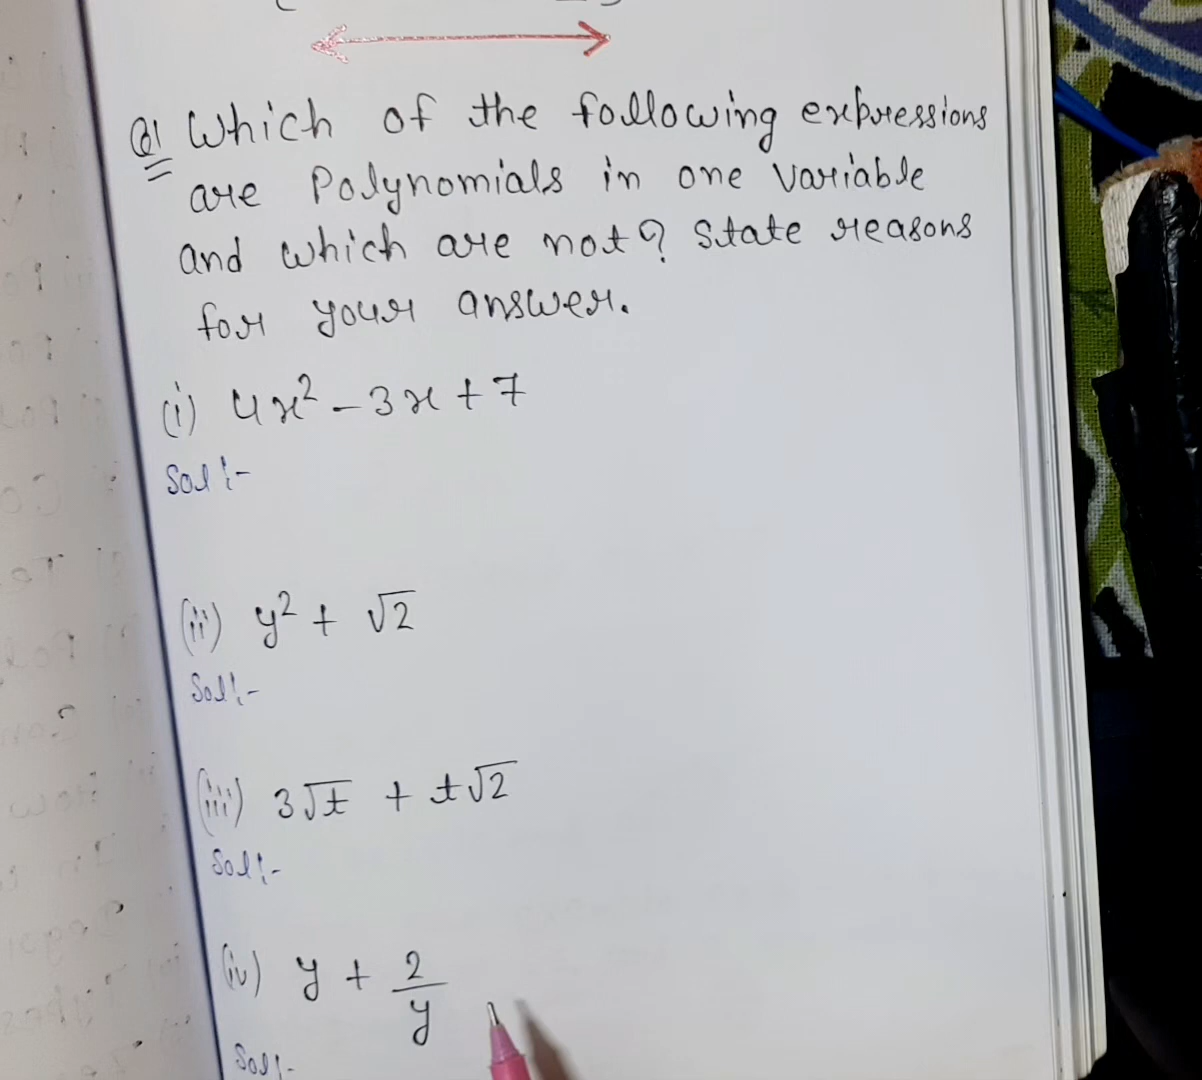 Q1 Which of the following expressions
are Polynomials in one variable
and which are not? State reasons
for your answer.
(i) 4x² - 3x + 7
Sol:-
(ii) y² + √2
Sol:-
(iii) 3√t + t√2
Sol:-
(iv) y + 2/y
Sol:-